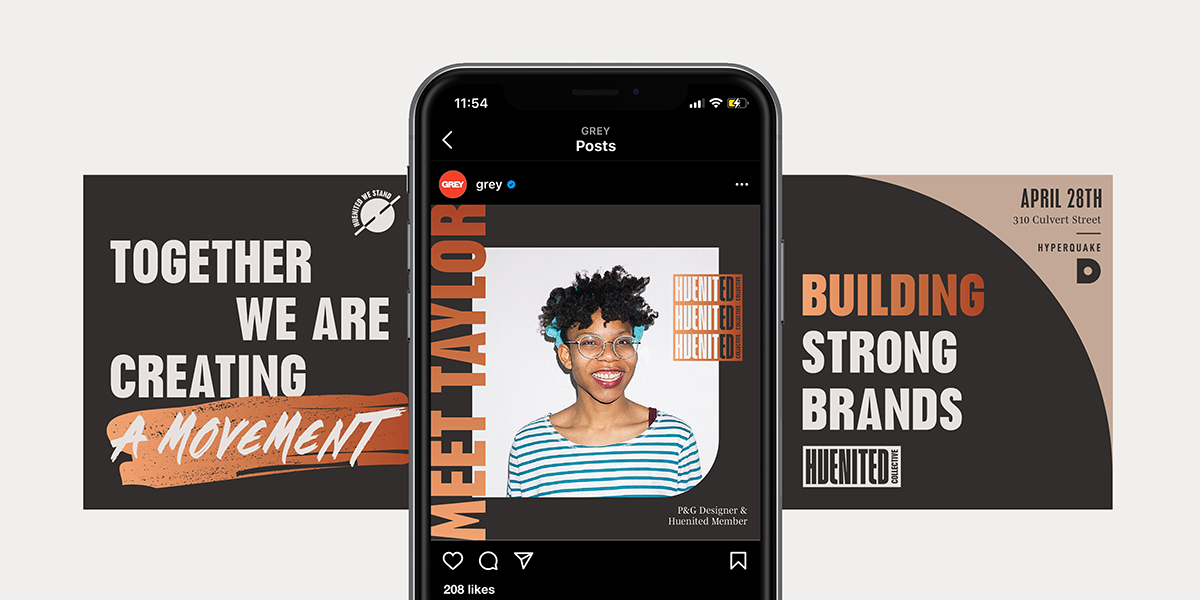 HUENITED WE STAND
TOGETHER
WE ARE
CREATING
A MOVEMENT
11:54
GREY
Posts
GREY
grey
MEET TAYLOR
HUENITED COLLECTIVE
HUENITED COLLECTIVE
HUENITED COLLECTIVE
P&G Designer &
Huenited Member
208 likes
APRIL 28TH
310 Culvert Street
HYPERQUAKE
BUILDING
STRONG
BRANDS
HUENITED COLLECTIVE